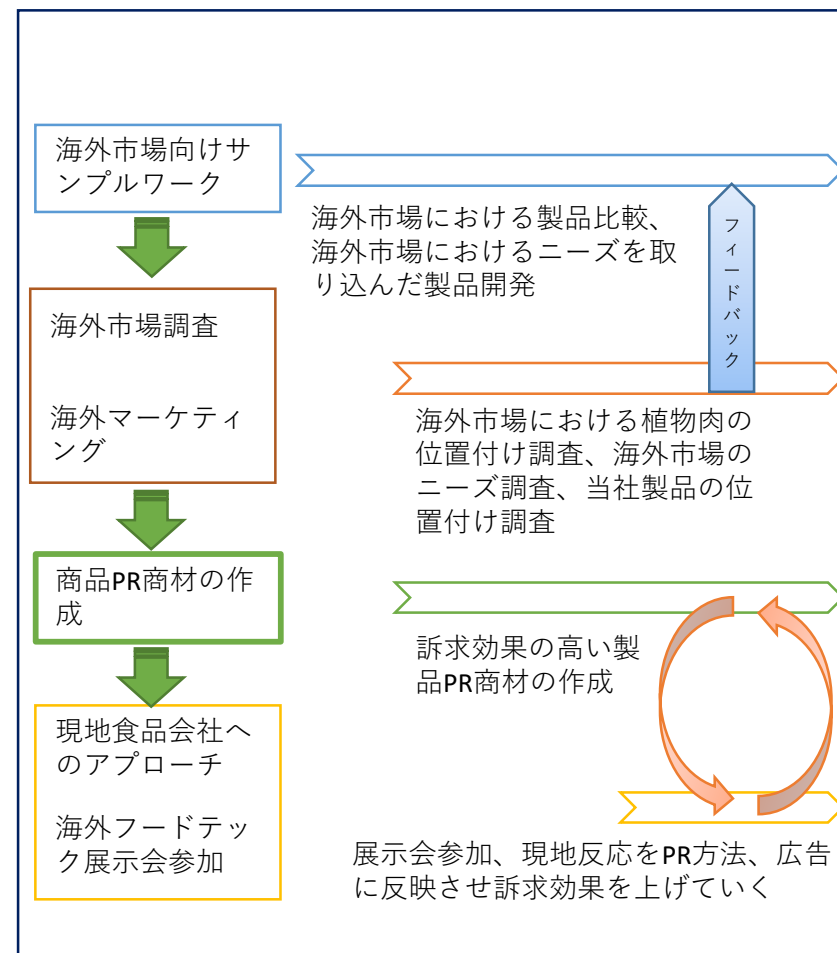 海外市場向けサ
ンプルワーク
海外市場における製品比較、
海外市場におけるニーズを取
り込んだ製品開発
フィードバック
海外市場調査
海外マーケティ
ング
海外市場における植物肉の
位置付け調査、海外市場の
ニーズ調査、当社製品の位
置付け調査
商品PR商材の作
成
訴求効果の高い製
品PR商材の作成
現地食品会社へ
のアプローチ
海外フードテッ
ク展示会参加
展示会参加、現地反応をPR方法、広告
に反映させ訴求効果を上げていく